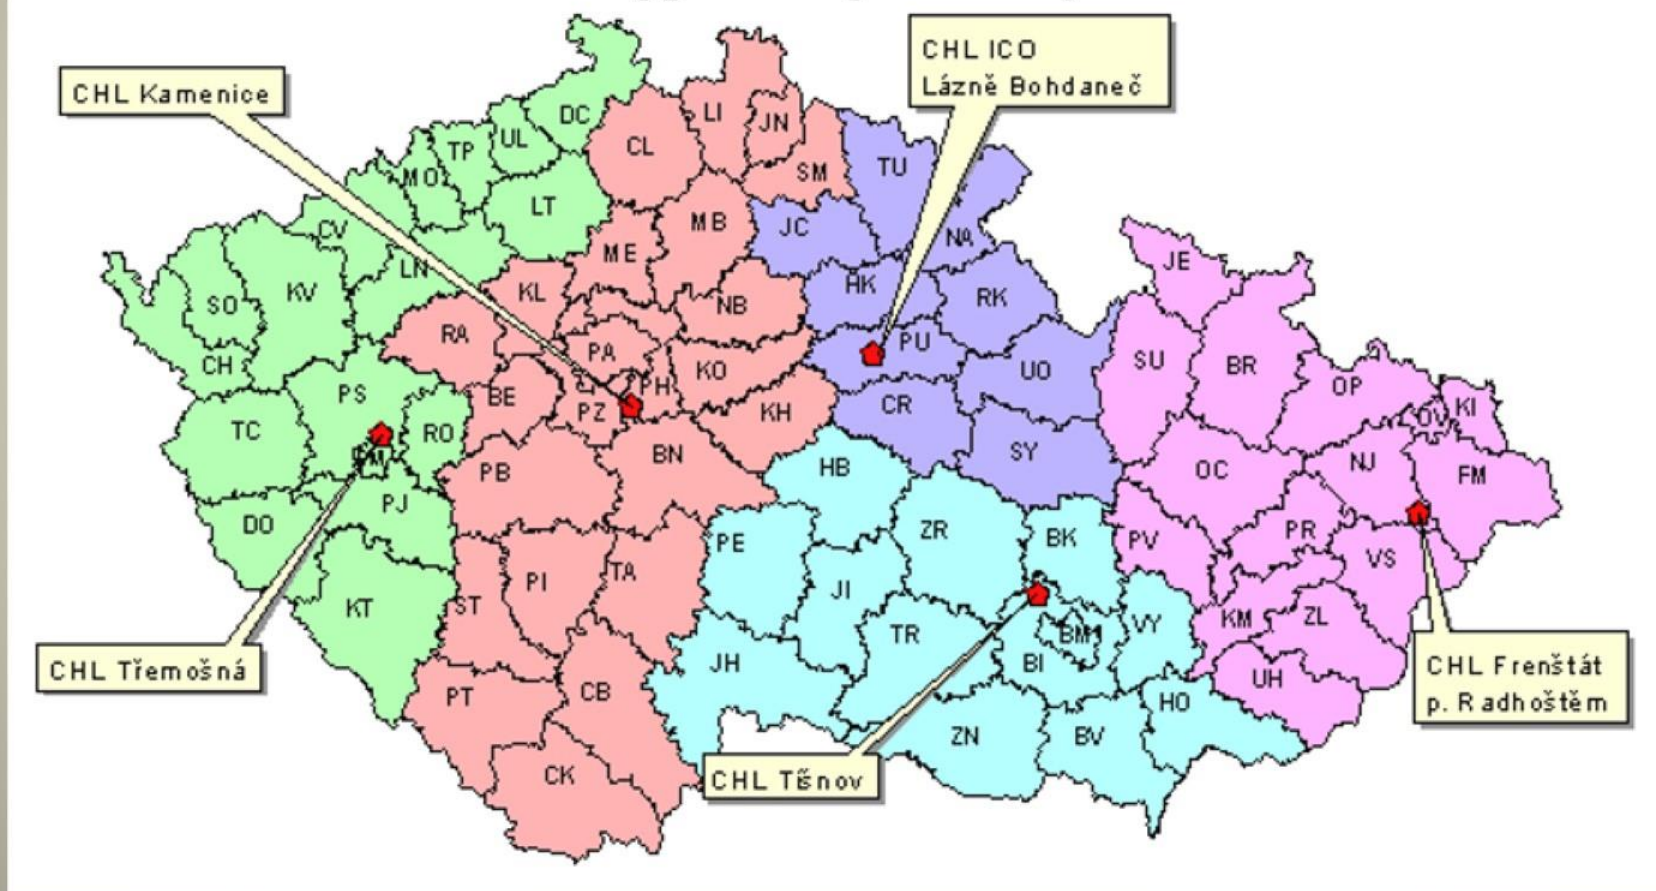 CHL Kamenice
CHL ICO
Lázně Bohdaneč
DC
LI
JN
UL
TP
CL
MO
SM
TU
LT
MB
JC
CV
ME
NA
LN
JE
KV
KL
HK
RK
SO
NB
RA
PA
PU
SU
BR
CH
KO
UO
OP
PS
BE
PH
PZ
KH
CR
OV
KI
TC
RO
BN
SY
PB
HB
OC
NJ
FM
PJ
DO
PE
ZR
BK
PV
PR
VS
PI
TA
JI
KT
ST
TR
BM
VY
KM
ZL
JH
BI
UH
CHL Třemošná
CHL Frenštát
p. Radhoštěm
PT
CB
HO
ZN
BV
CK
CHL Tišnov